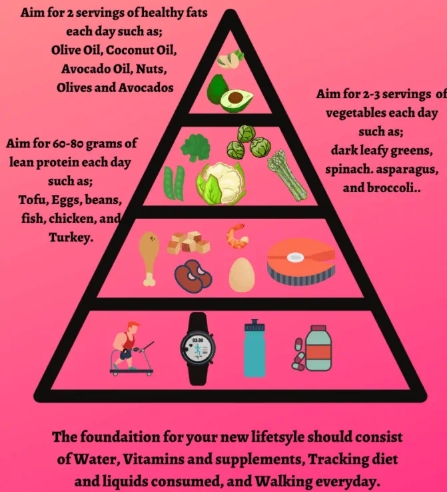 Aim for 2 servings of healthy fats
each day such as;
Olive Oil, Coconut Oil,
Avocado Oil, Nuts,
Olives and Avocados
Aim for 2-3 servings of
vegetables each day
such as;
dark leafy greens,
spinach. asparagus,
and broccoli..
Aim for 60-80 grams of
lean protein each day
such as;
Tofu, Eggs, beans,
fish, chicken, and
Turkey.
03:30
The foundaition for your new lifetsyle should consist
of Water, Vitamins and supplements, Tracking diet
and liquids consumed, and Walking everyday.